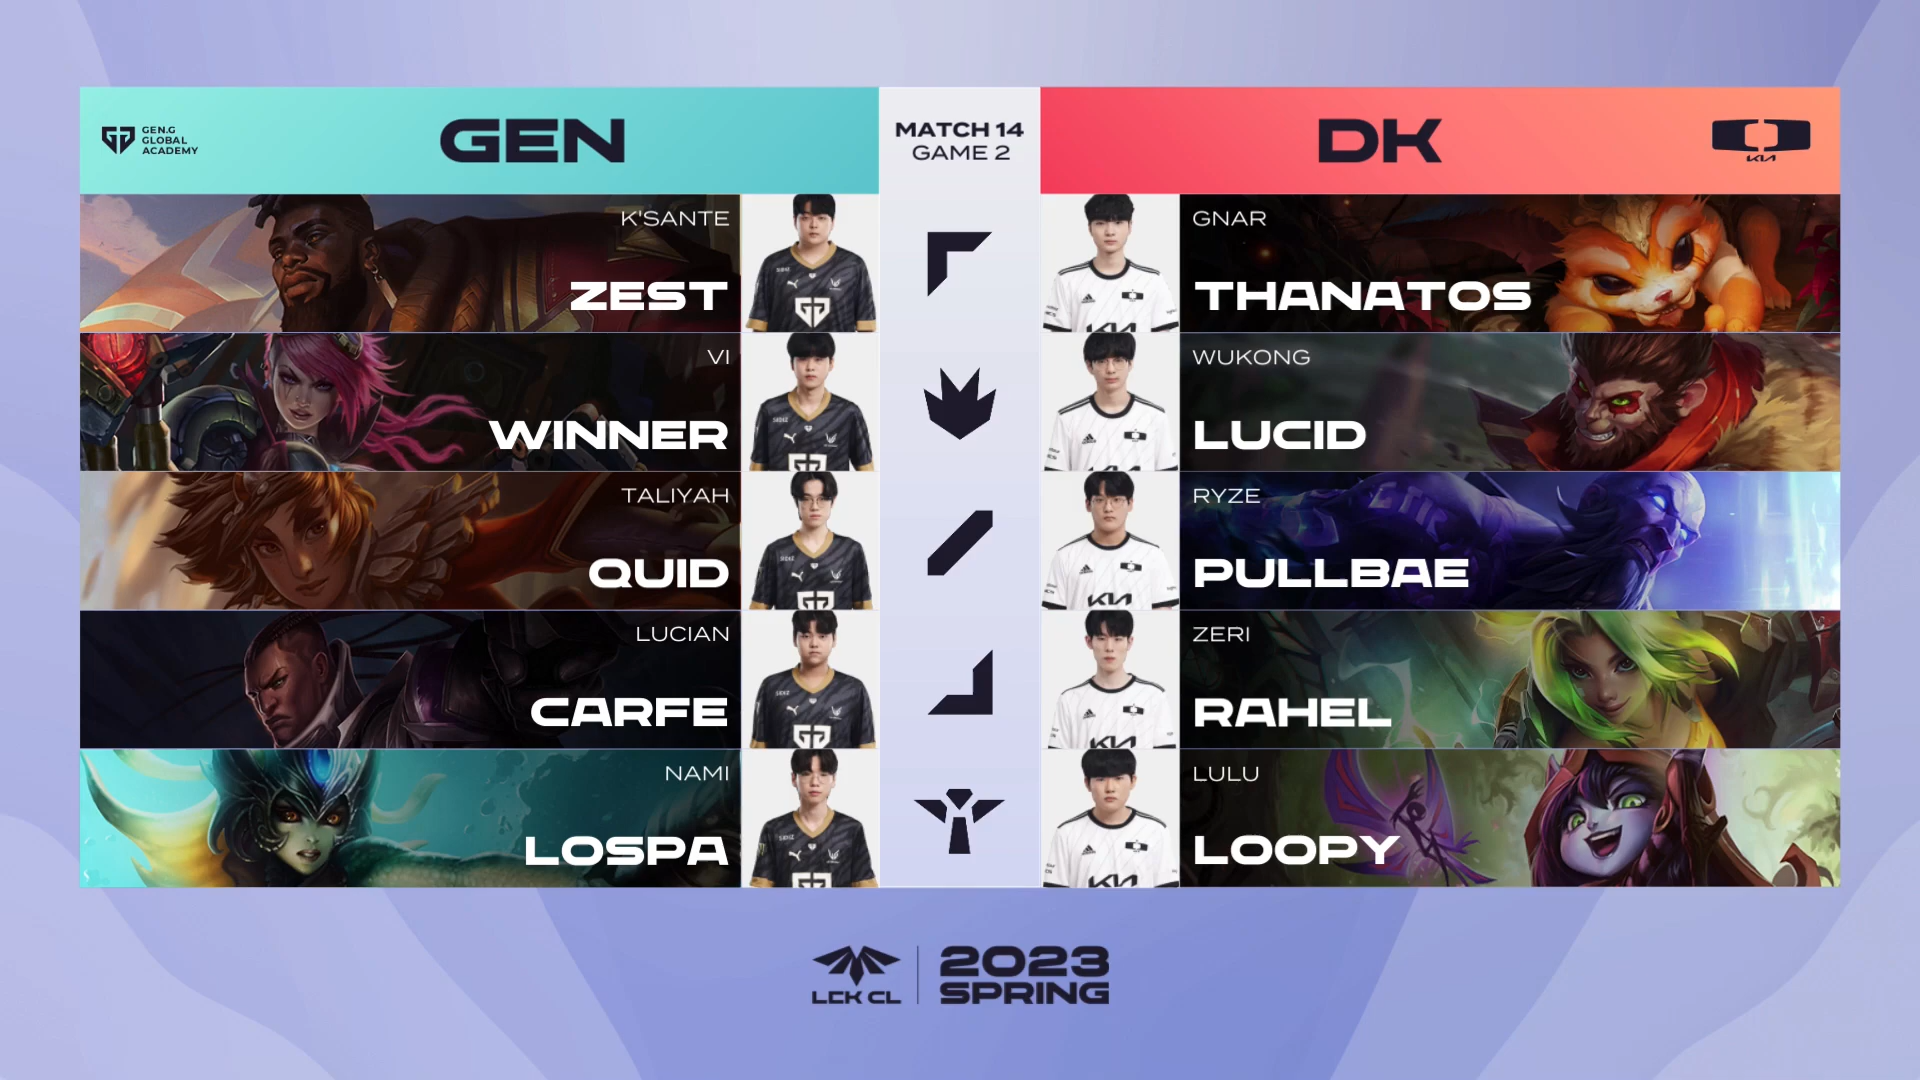 GEN.G
GLOBAL
ACADEMY
GEN
MATCH 14
GAME 2
DK
KIA
K'SANTE
ZEST
GNAR
THANATOS
VI
WINNER
WUKONG
LUCID
TALIYAH
QUID
RYZE
PULLBAE
LUCIAN
CARFE
ZERI
RAHEL
NAMI
LOSPA
LULU
LOOPY
LCK CL
2023
SPRING